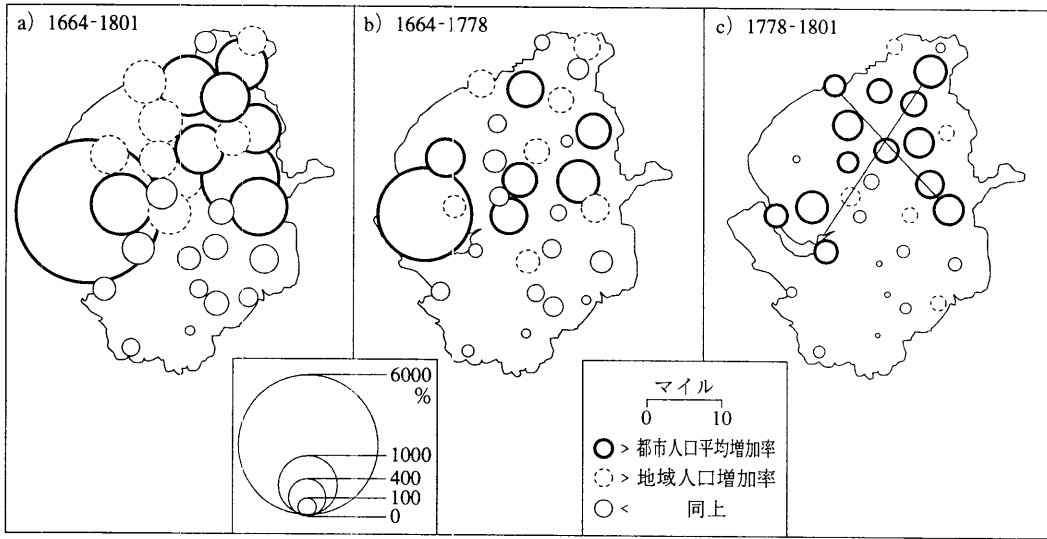 a) 1664-1801
b) 1664-1778
c) 1778-1801
6000
%
1000
400
100
0
マイル
0 10
> 都市人口平均増加率
> 地域人口増加率
< 同上